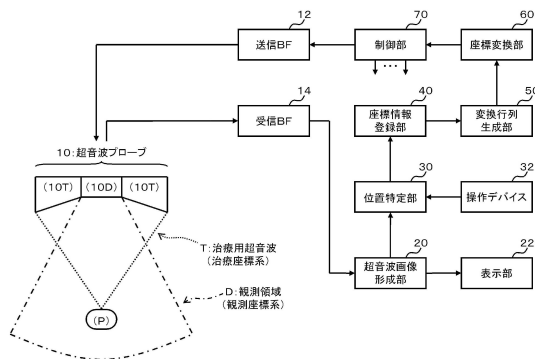 12
送信BF
70
制御部
60
座標変換部
14
受信BF
40
座標情報
登録部
50
変換行列
生成部
10:超音波プローブ
(10T)
(10D)
(10T)
30
位置特定部
32
操作デバイス
T:治療用超音波
(治療座標系)
20
超音波画像
形成部
22
表示部
D:観測領域
(観測座標系)
(P)